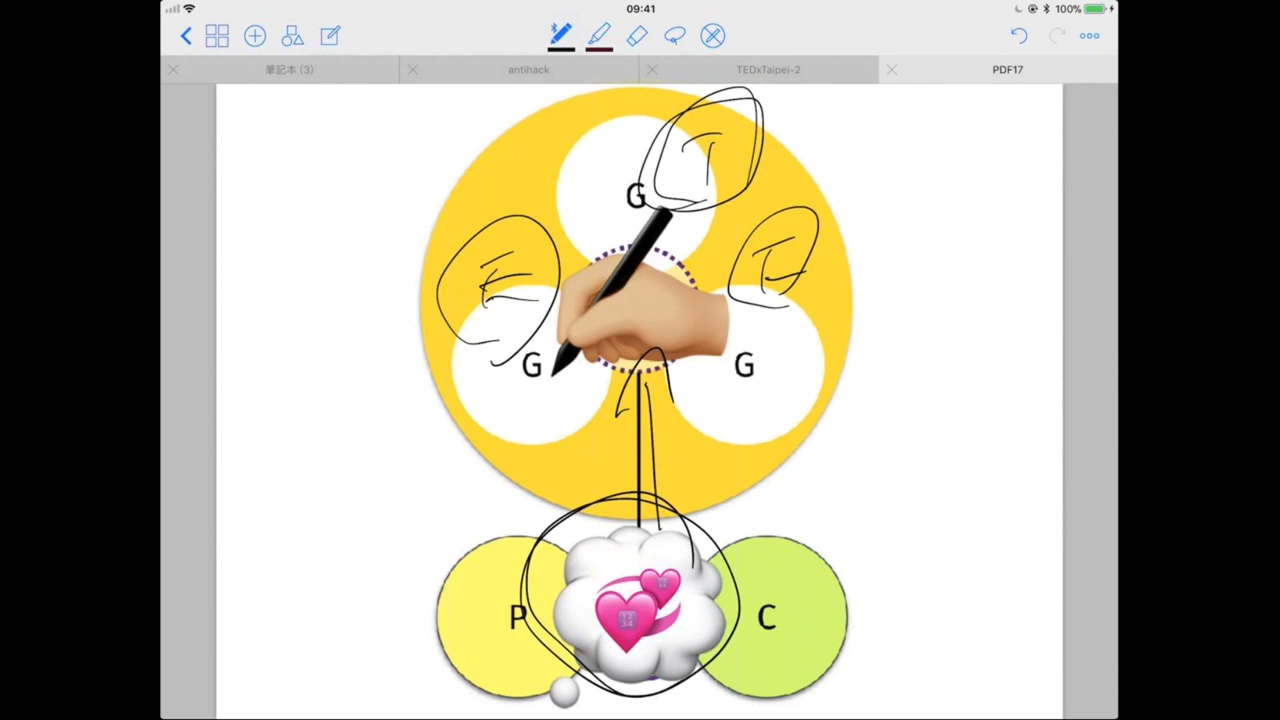 09:41
100%
筆記本 (3)
antihack
TEDxTaipei-2
PDF17
G
G
G
P
C